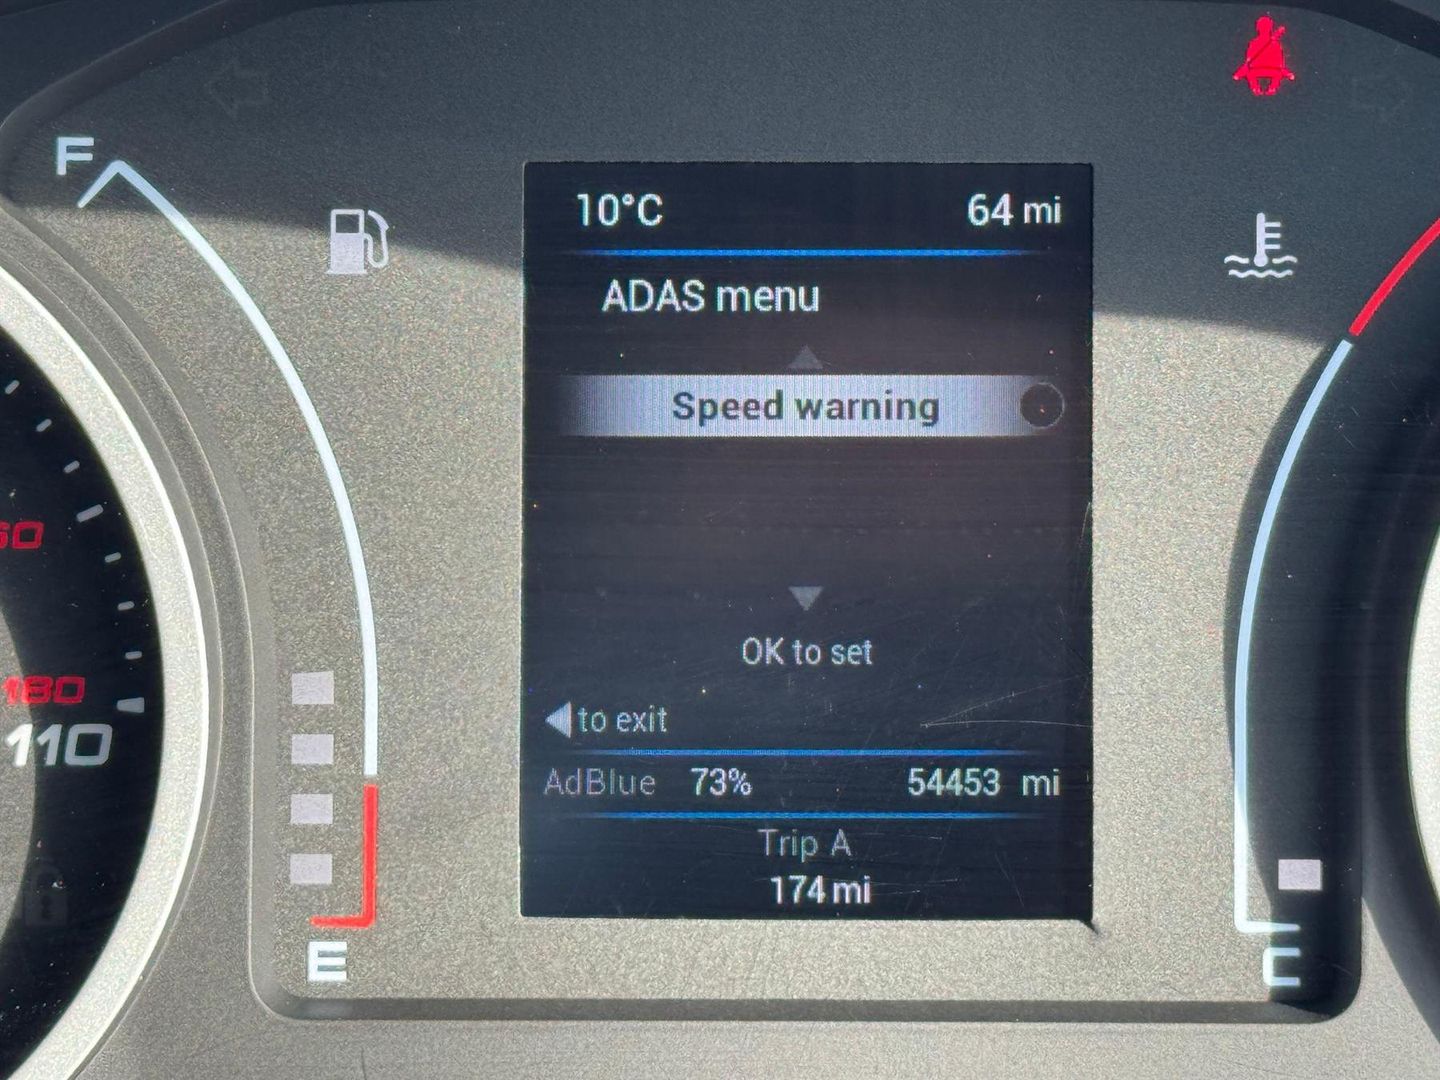 F
10°C 64 mi
ADAS menu
Speed warning
OK to set
to exit
AdBlue 73% 54453 mi
Trip A
174 mi
180
110
E
C